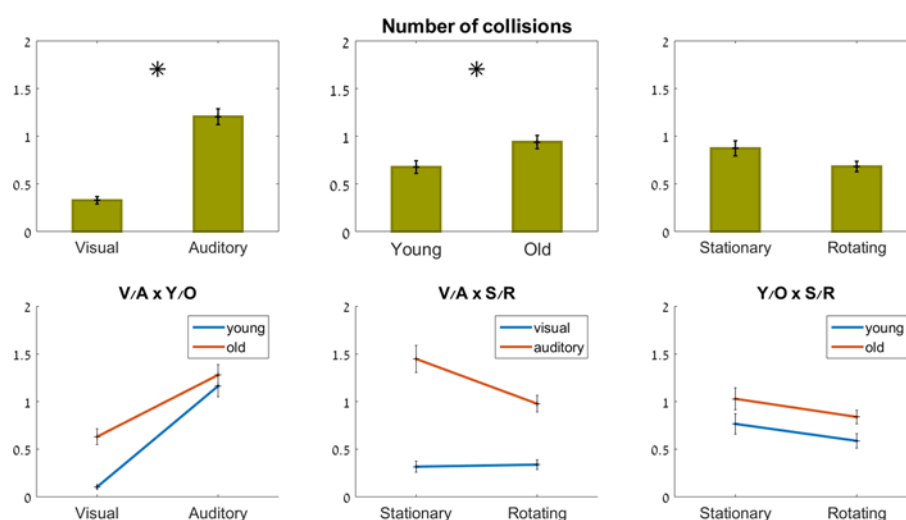 Number of collisions
2
1.5
1
0.5
0
Visual Auditory
*
2
1.5
1
0.5
0
Young Old
*
2
1.5
1
0.5
0
Stationary Rotating
V/A x Y/O
2
1.5
1
0.5
0
Visual Auditory
young
old
V/A x S/R
2
1.5
1
0.5
0
Stationary Rotating
visual
auditory
Y/O x S/R
2
1.5
1
0.5
0
Stationary Rotating
young
old